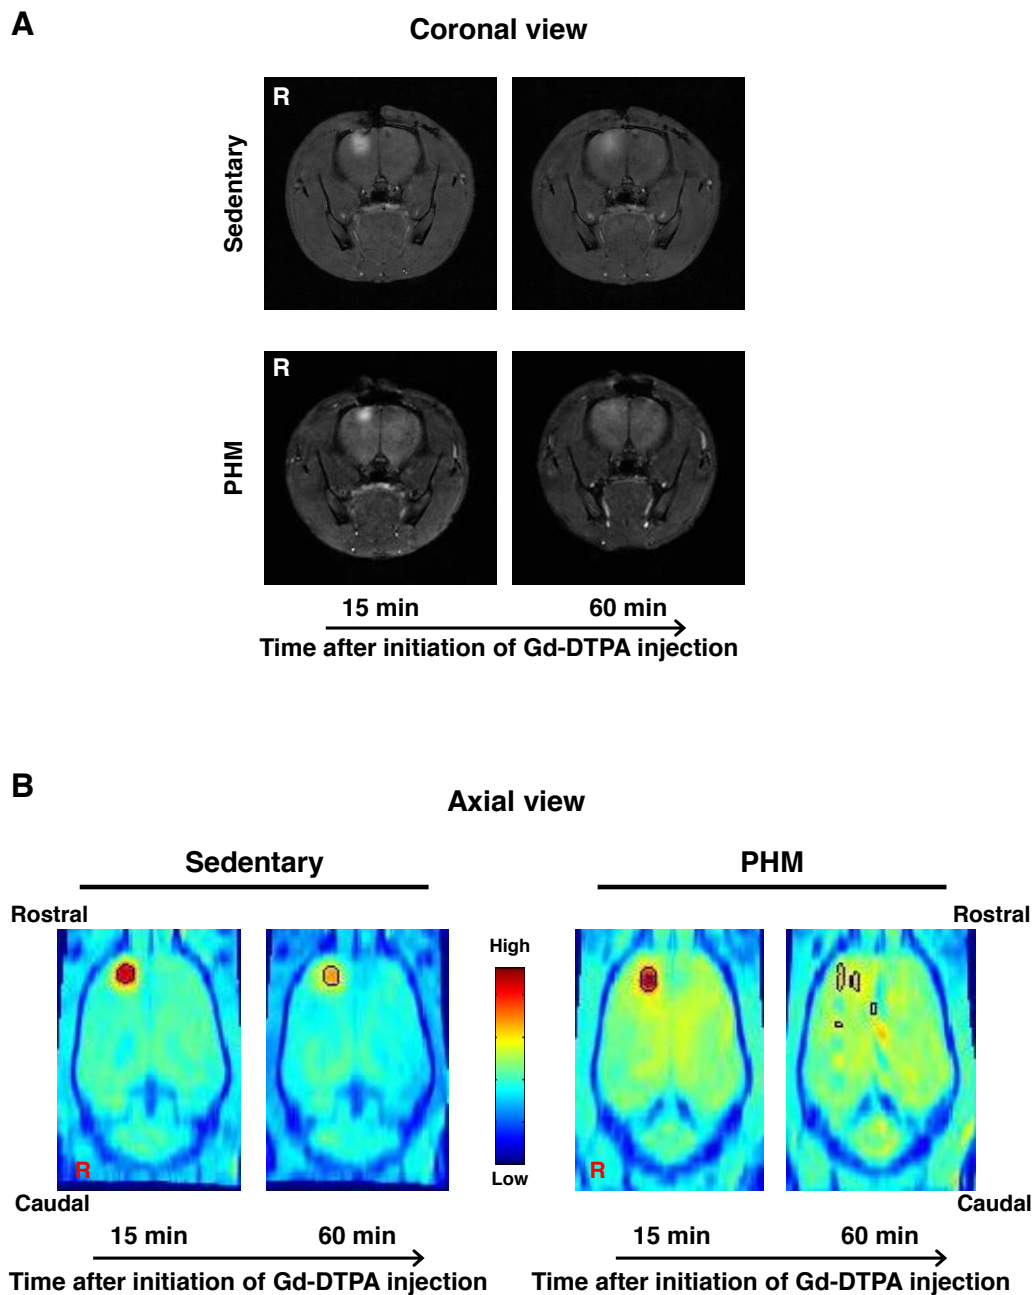 A
Coronal view
R
Sedentary
R
PHM
15 min
60 min
Time after initiation of Gd-DTPA injection
B
Axial view
Sedentary
PHM
Rostral
Rostral
High
Low
R
R
Caudal
Caudal
15 min
60 min
15 min
60 min
Time after initiation of Gd-DTPA injection
Time after initiation of Gd-DTPA injection